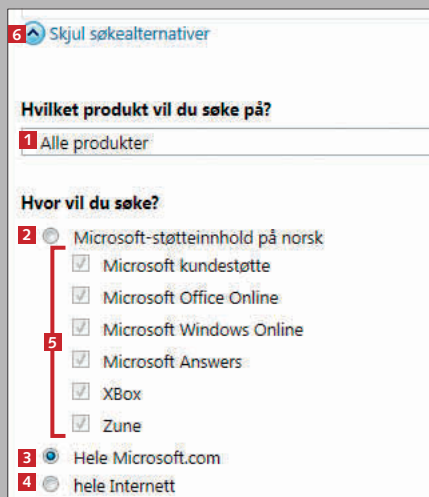 6 Skjul søkealternativer
Hvilket produkt vil du søke på?
1 Alle produkter
Hvor vil du søke?
2 Microsoft-støtteinnhold på norsk
Microsoft kundestøtte
Microsoft Office Online
Microsoft Windows Online
5
Microsoft Answers
XBox
Zune
3 Hele Microsoft.com
4 hele Internett